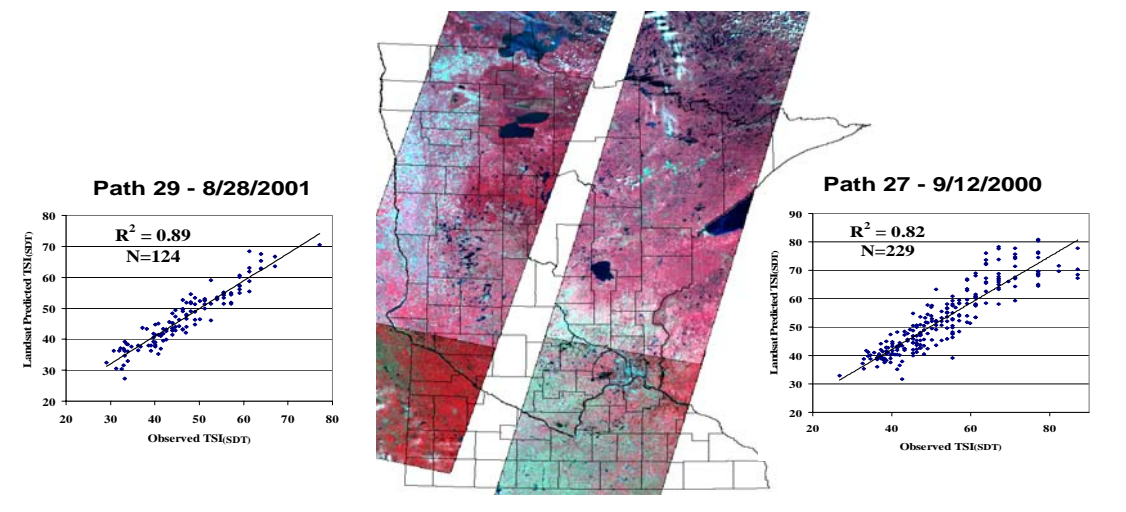 Path 29 - 8/28/2001
80
70
60
50
40
30
20
20 30 40 50 60 70 80
R² = 0.89
N=124
Landsat Predicted TSI(SDT)
Observed TSI(SDT)
Path 27 - 9/12/2000
90
80
70
60
50
40
30
20
20 40 60 80
R² = 0.82
N=229
Landsat Predicted TSI(SDT)
Observed TSI(SDT)